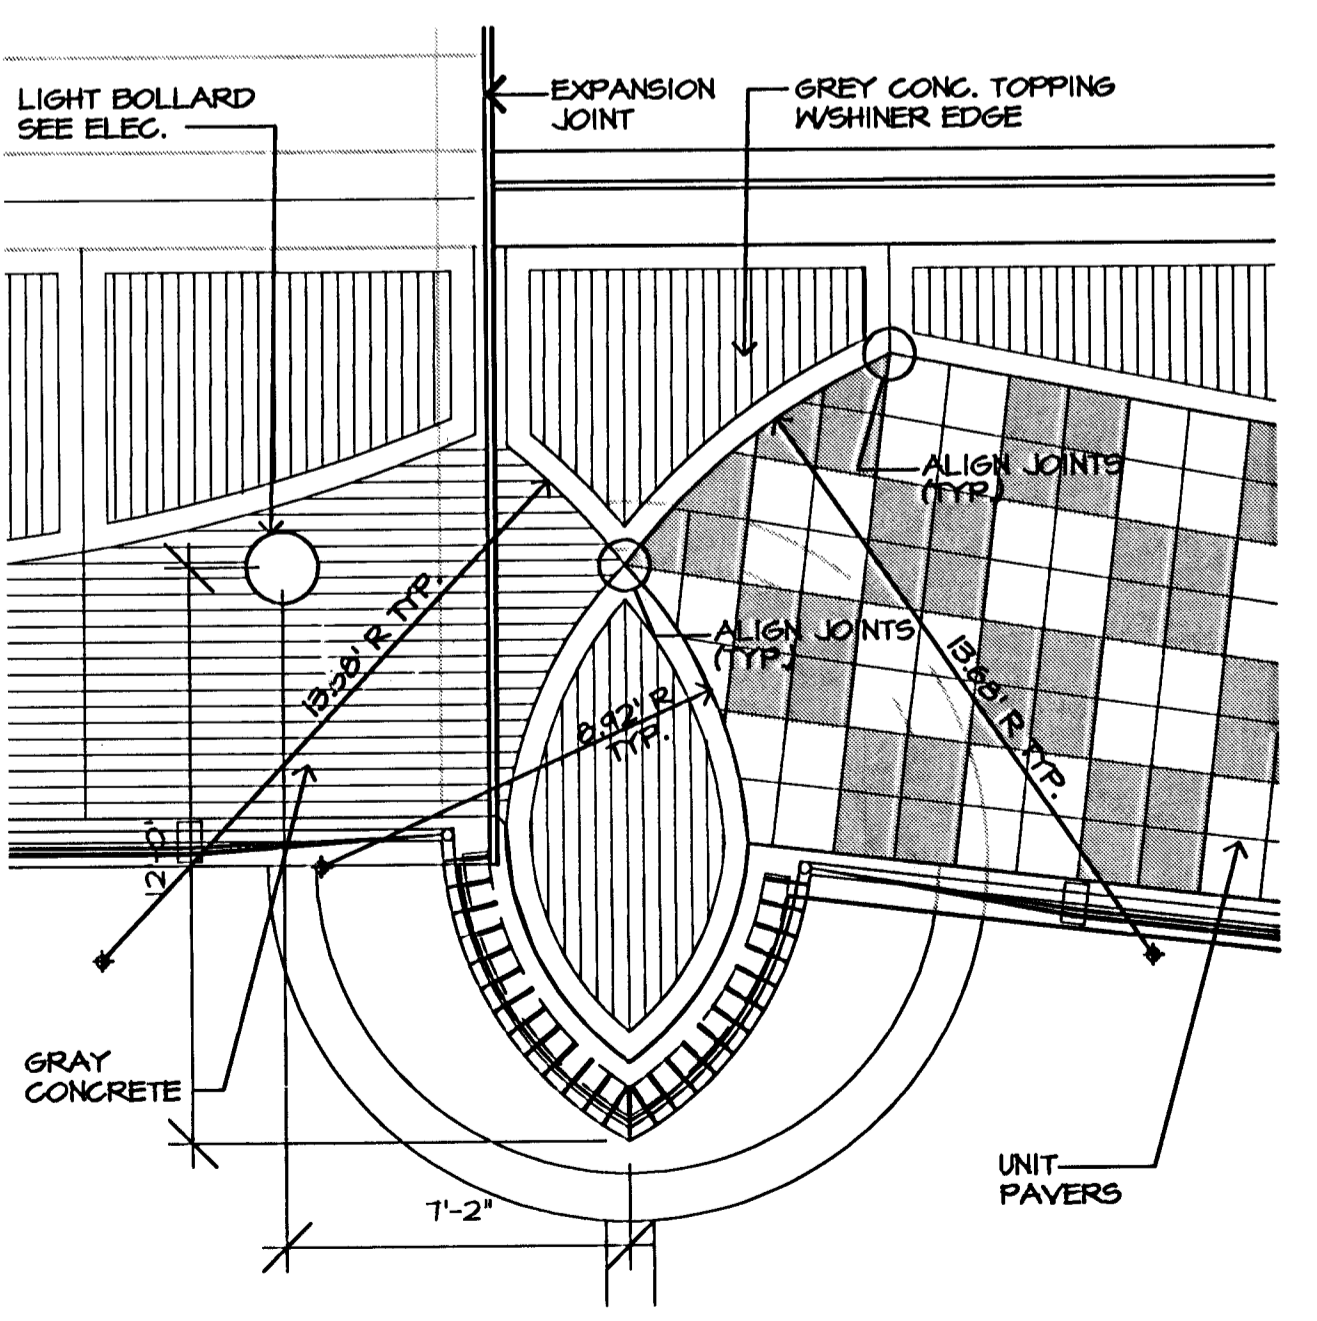 LIGHT BOLLARD
SEE ELEC.
EXPANSION
JOINT
GREY CONC. TOPPING
W/SHINER EDGE
ALIGN JOINTS
(TYP.)
ALIGN JOINTS
(TYP.)
13.68' R TYP.
8.92' R
TYP.
13.68' R TYP.
12'-0"
GRAY
CONCRETE
UNIT
PAVERS
7'-2"